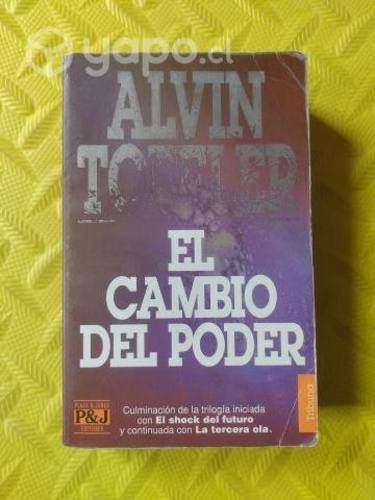 yapo.cl
ALVIN
TOFFLER
EL
CAMBIO
DEL PODER
PLAZA & JANES
P&J
EDITORES
Tribuna
Culminación de la trilogía iniciada
con El shock del futuro
y continuada con La tercera ola.